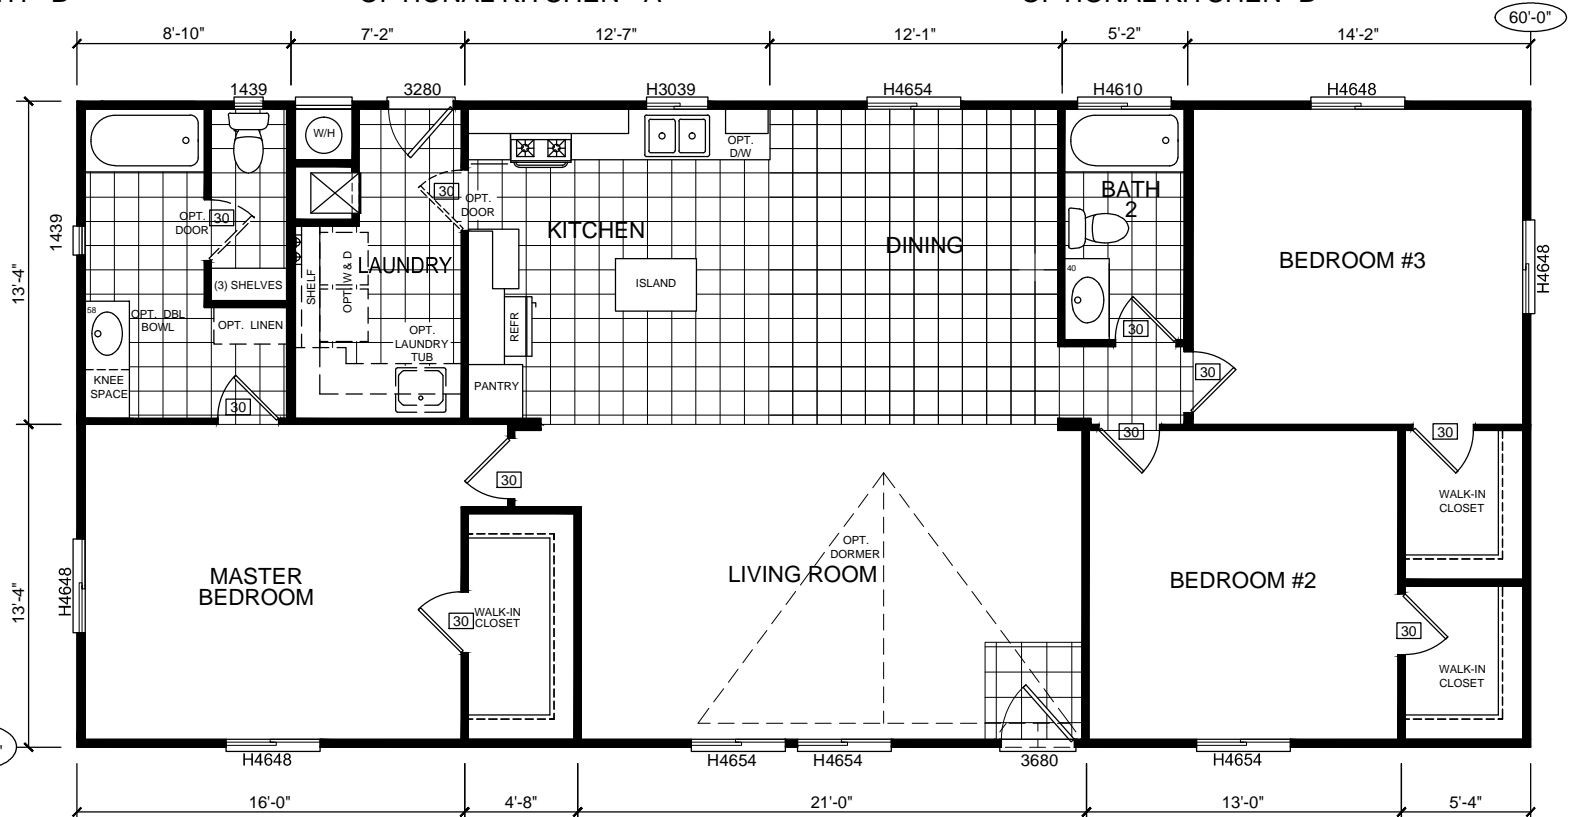 OPTIONAL KITCHEN "A"
OPTIONAL KITCHEN "B"
60'-0"
8'-10"
7'-2"
12'-7"
12'-1"
5'-2"
14'-2"
1439
3280
H3039
H4654
H4610
H4648
W/H
OPT.
D/W
30
OPT.
DOOR
30
OPT.
DOOR
BATH
2
1439
KITCHEN
DINING
BEDROOM #3
H4648
LAUNDRY
SHELF
OPT. W & D
ISLAND
40
(3) SHELVES
13'-4"
58
OPT. DBL
BOWL
OPT. LINEN
OPT.
LAUNDRY
TUB
REFR
30
KNEE
SPACE
PANTRY
30
30
30
30
30
WALK-IN
CLOSET
OPT.
DORMER
MASTER
BEDROOM
LIVING ROOM
BEDROOM #2
H4648
13'-4"
30
WALK-IN
CLOSET
30
WALK-IN
CLOSET
H4648
H4654
H4654
3680
H4654
16'-0"
4'-8"
21'-0"
13'-0"
5'-4"